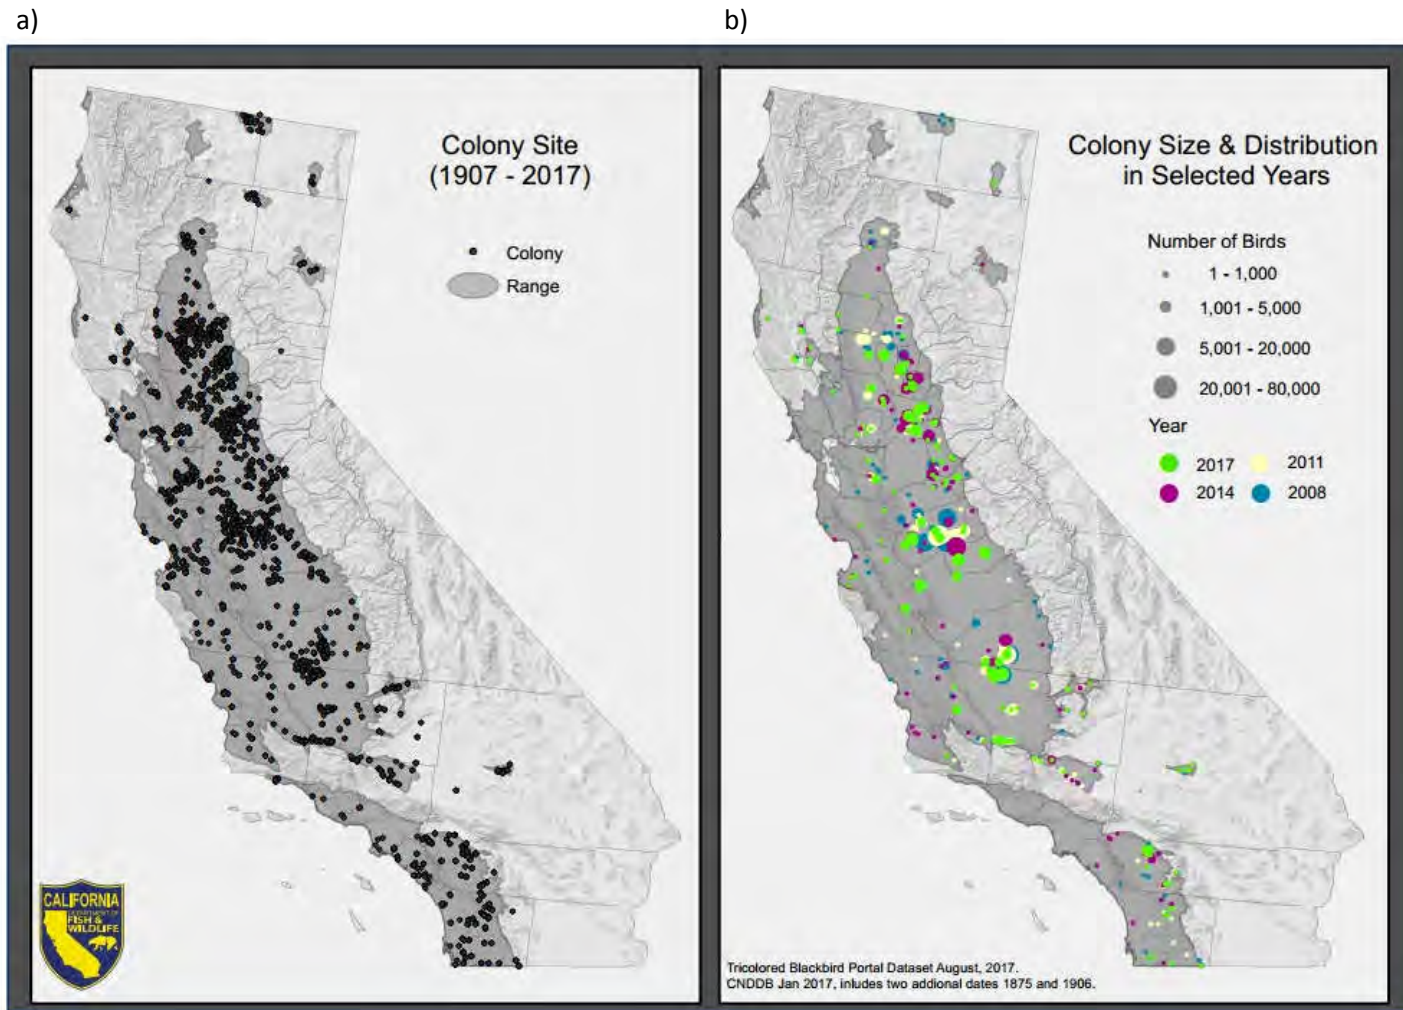 a)
b)
Colony Site
(1907 - 2017)
Colony
Range
CALIFORNIA
DEPARTMENT OF
FISH &
WILDLIFE
Colony Size & Distribution
in Selected Years
Number of Birds
1 - 1,000
1,001 - 5,000
5,001 - 20,000
20,001 - 80,000
Year
2017
2011
2014
2008
Tricolored Blackbird Portal Dataset August, 2017.
CNDDB Jan 2017, inludes two addional dates 1875 and 1906.